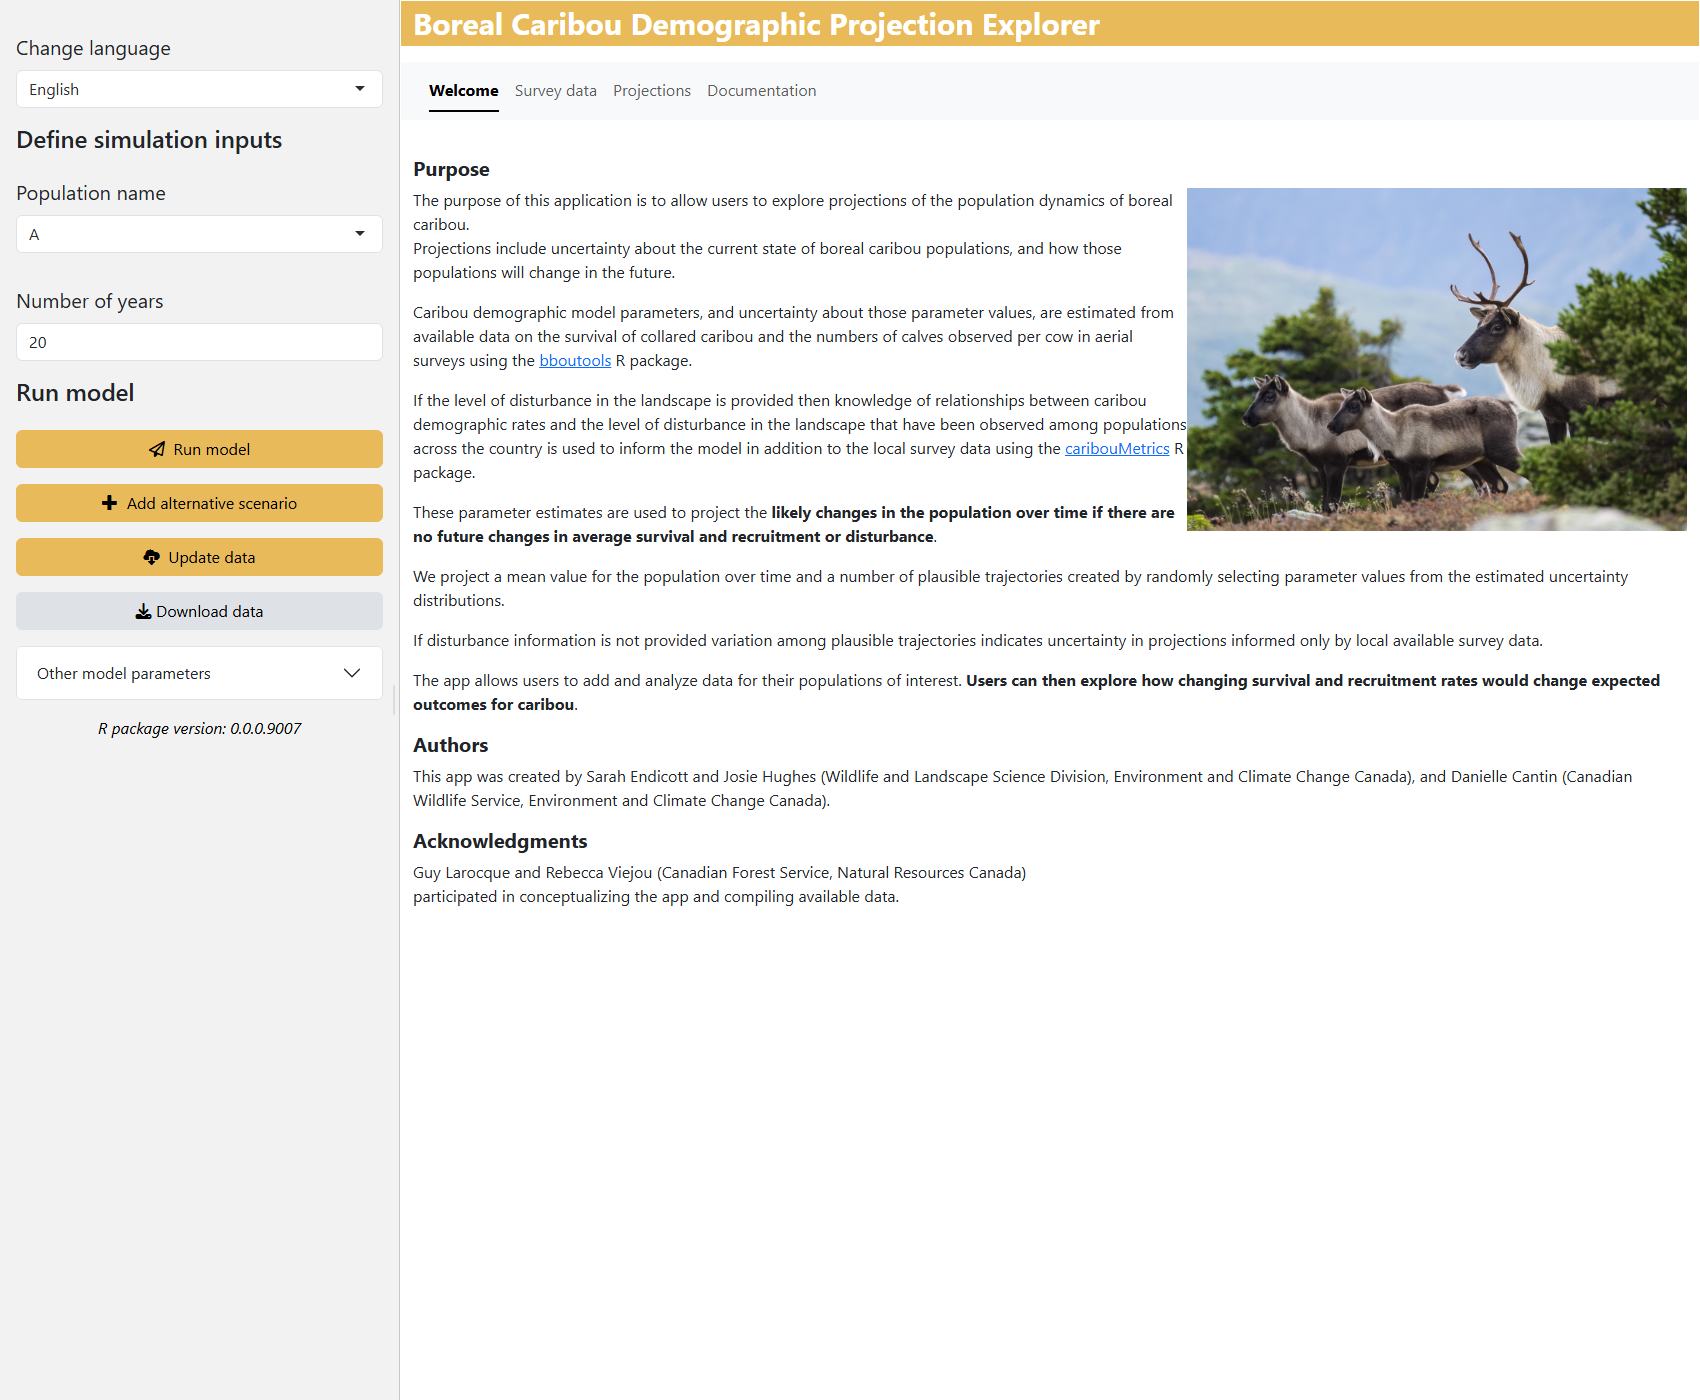 Change language
English
Define simulation inputs
Population name
A
Number of years
20
Run model
Run model
Add alternative scenario
Update data
Download data
Other model parameters
R package version: 0.0.0.9007
Boreal Caribou Demographic Projection Explorer
Welcome Survey data Projections Documentation
Purpose
The purpose of this application is to allow users to explore projections of the population dynamics of boreal
caribou.
Projections include uncertainty about the current state of boreal caribou populations, and how those
populations will change in the future.
Caribou demographic model parameters, and uncertainty about those parameter values, are estimated from
available data on the survival of collared caribou and the numbers of calves observed per cow in aerial
surveys using the bboutools R package.
If the level of disturbance in the landscape is provided then knowledge of relationships between caribou
demographic rates and the level of disturbance in the landscape that have been observed among populations
across the country is used to inform the model in addition to the local survey data using the caribouMetrics R
package.
These parameter estimates are used to project the likely changes in the population over time if there are
no future changes in average survival and recruitment or disturbance.
We project a mean value for the population over time and a number of plausible trajectories created by randomly selecting parameter values from the estimated uncertainty
distributions.
If disturbance information is not provided variation among plausible trajectories indicates uncertainty in projections informed only by local available survey data.
The app allows users to add and analyze data for their populations of interest. Users can then explore how changing survival and recruitment rates would change expected
outcomes for caribou.
Authors
This app was created by Sarah Endicott and Josie Hughes (Wildlife and Landscape Science Division, Environment and Climate Change Canada), and Danielle Cantin (Canadian
Wildlife Service, Environment and Climate Change Canada).
Acknowledgments
Guy Larocque and Rebecca Viejou (Canadian Forest Service, Natural Resources Canada)
participated in conceptualizing the app and compiling available data.